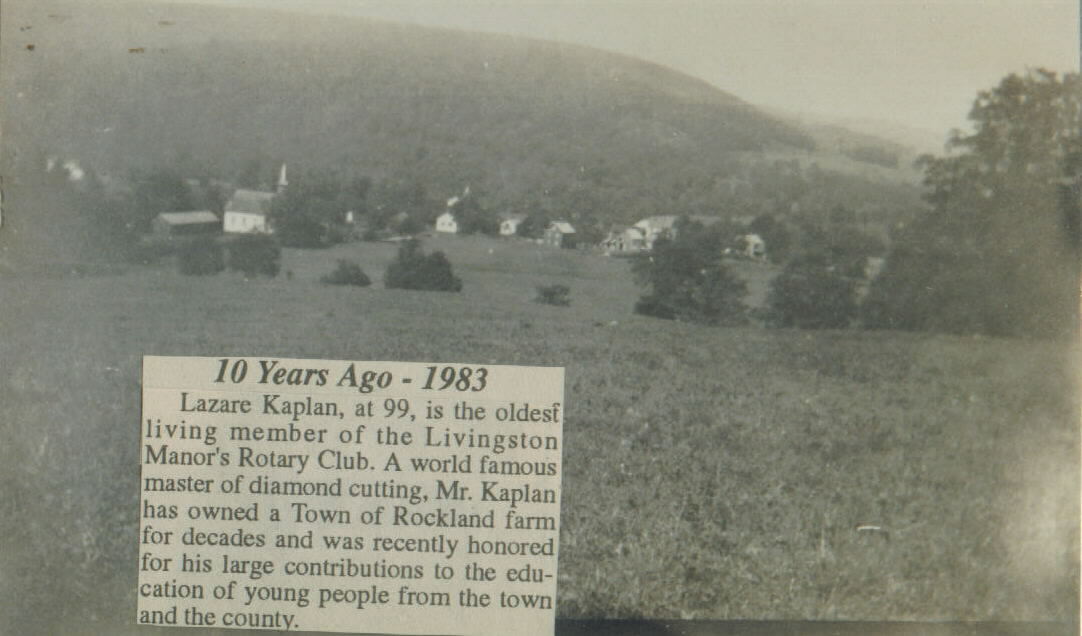 10 Years Ago - 1983
Lazare Kaplan, at 99, is the oldest
living member of the Livingston
Manor's Rotary Club. A world famous
master of diamond cutting, Mr. Kaplan
has owned a Town of Rockland farm
for decades and was recently honored
for his large contributions to the edu-
cation of young people from the town
and the county.